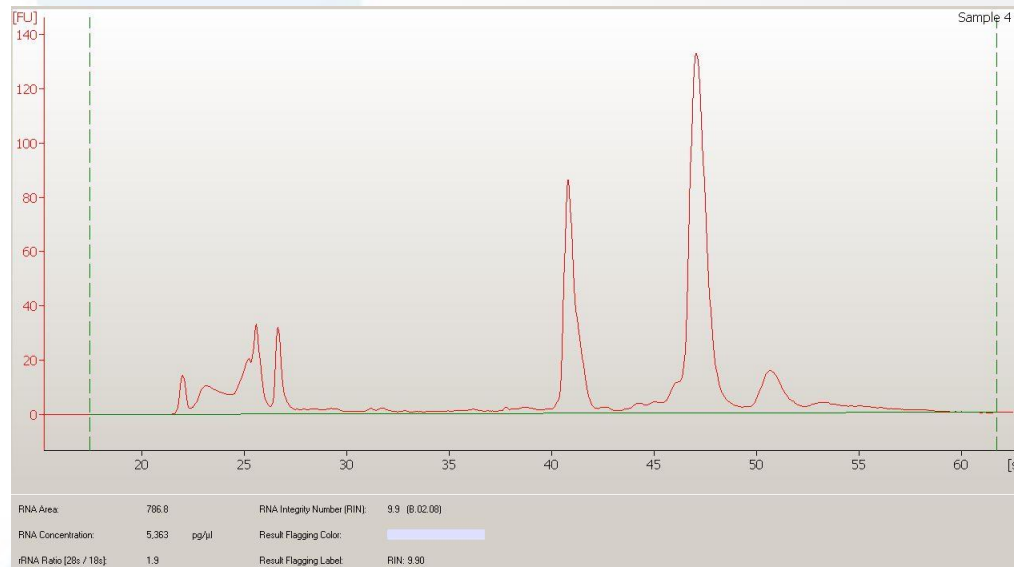 [FU]
Sample 4
140
120
100
80
60
40
20
0
20 25 30 35 40 45 50 55 60 [s
RNA Area: 786.8 RNA Integrity Number (RIN): 9.9 (B.02.08)
RNA Concentration: 5,363 pg/µl Result Flagging Color:
rRNA Ratio [28s / 18s]: 1.9 Result Flagging Label: RIN: 9.90